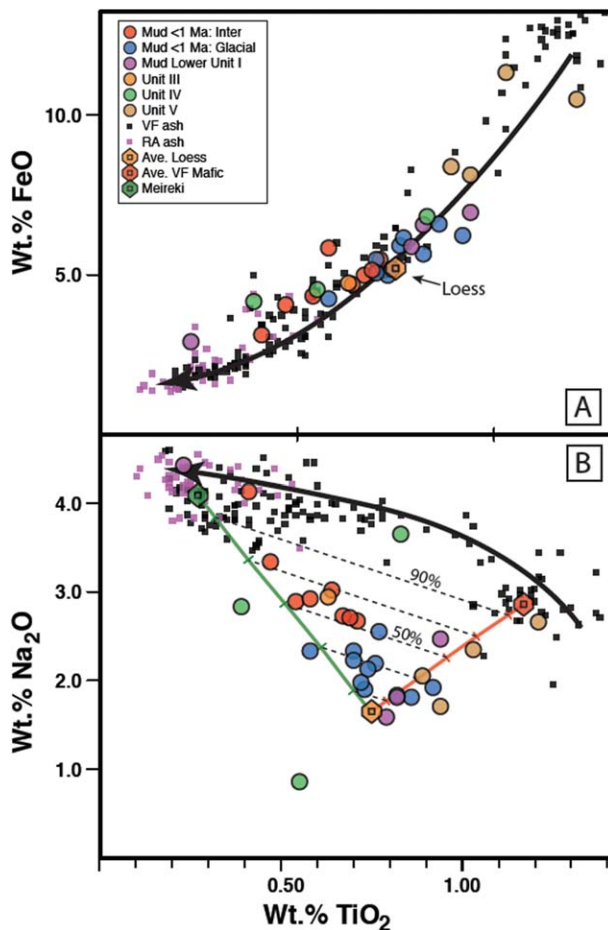 A
Mud <1 Ma: Inter
Mud <1 Ma: Glacial
Mud Lower Unit I
Unit III
Unit IV
Unit V
VF ash
RA ash
Ave. Loess
Ave. VF Mafic
Meireki
10.0
5.0
Wt.% FeO
Loess
A
B
4.0
3.0
2.0
1.0
Wt.% Na₂O
90%
50%
0.50
1.00
Wt.% TiO₂